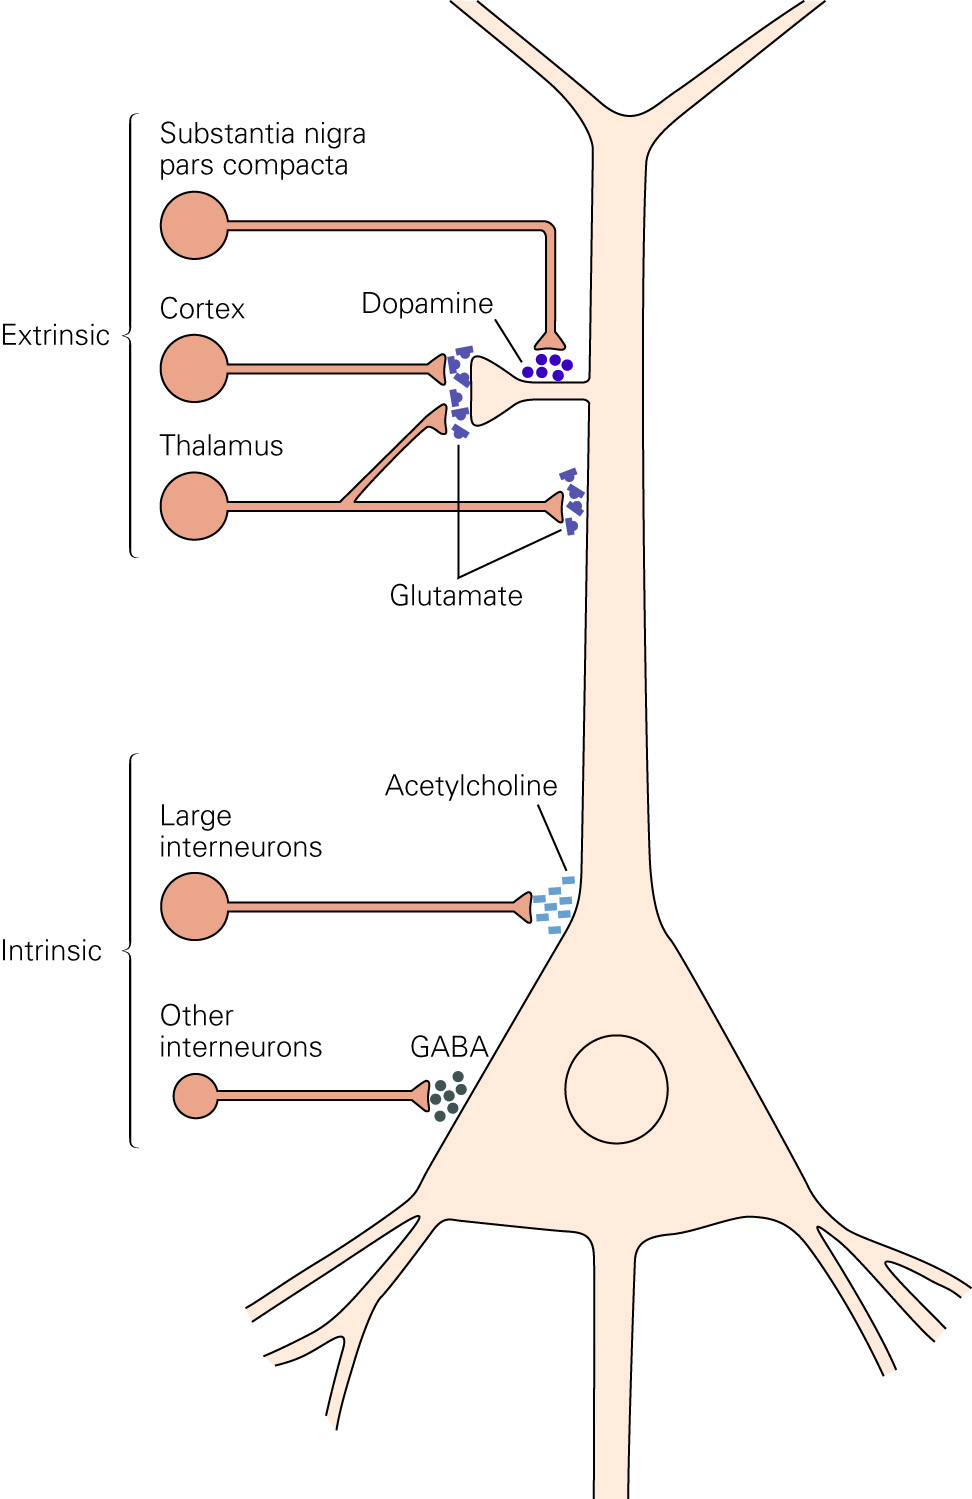 Substantia nigra
pars compacta
Dopamine
Cortex
Extrinsic
Thalamus
Glutamate
Acetylcholine
Large
interneurons
Intrinsic
Other
interneurons
GABA